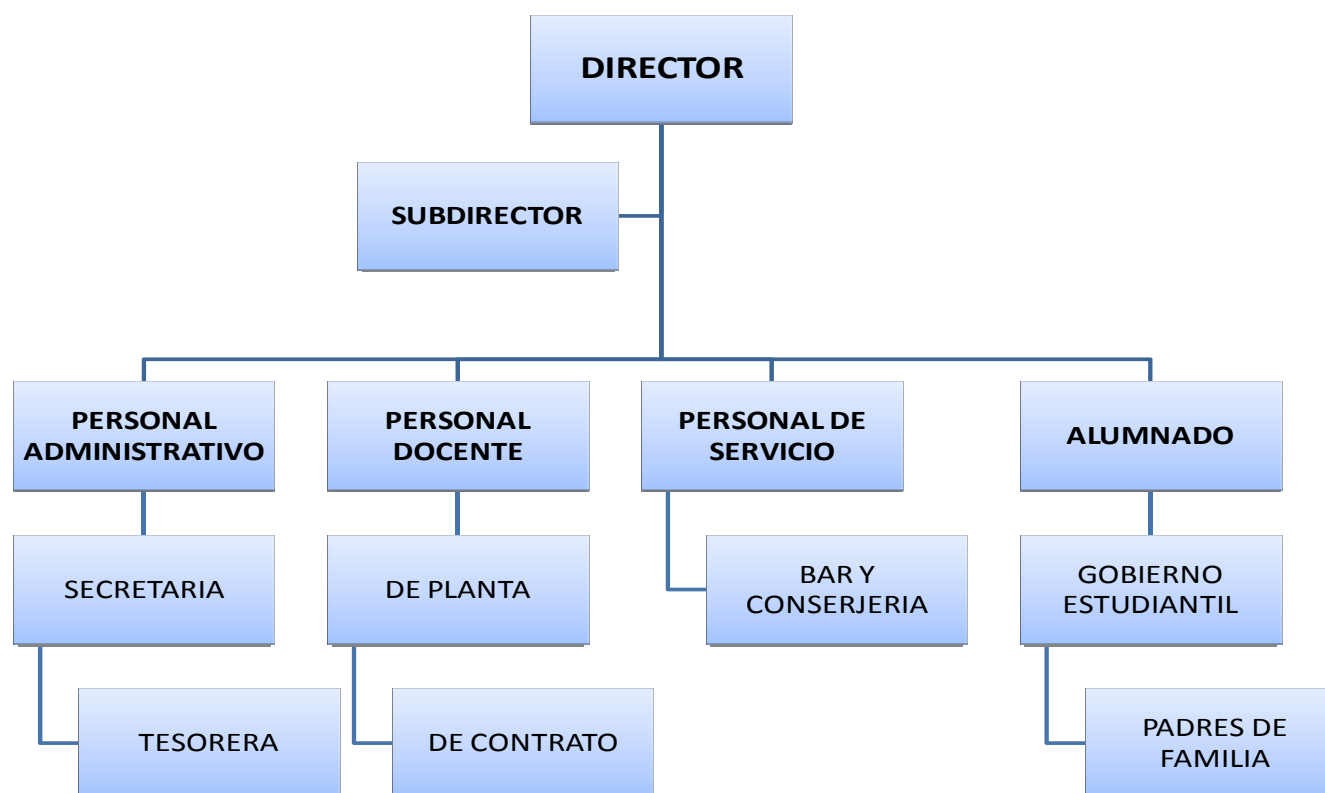 DIRECTOR
SUBDIRECTOR
PERSONAL
ADMINISTRATIVO
PERSONAL
DOCENTE
PERSONAL DE
SERVICIO
ALUMNADO
SECRETARIA
DE PLANTA
BAR Y
CONSERJERIA
GOBIERNO
ESTUDIANTIL
TESORERA
DE CONTRATO
PADRES DE
FAMILIA